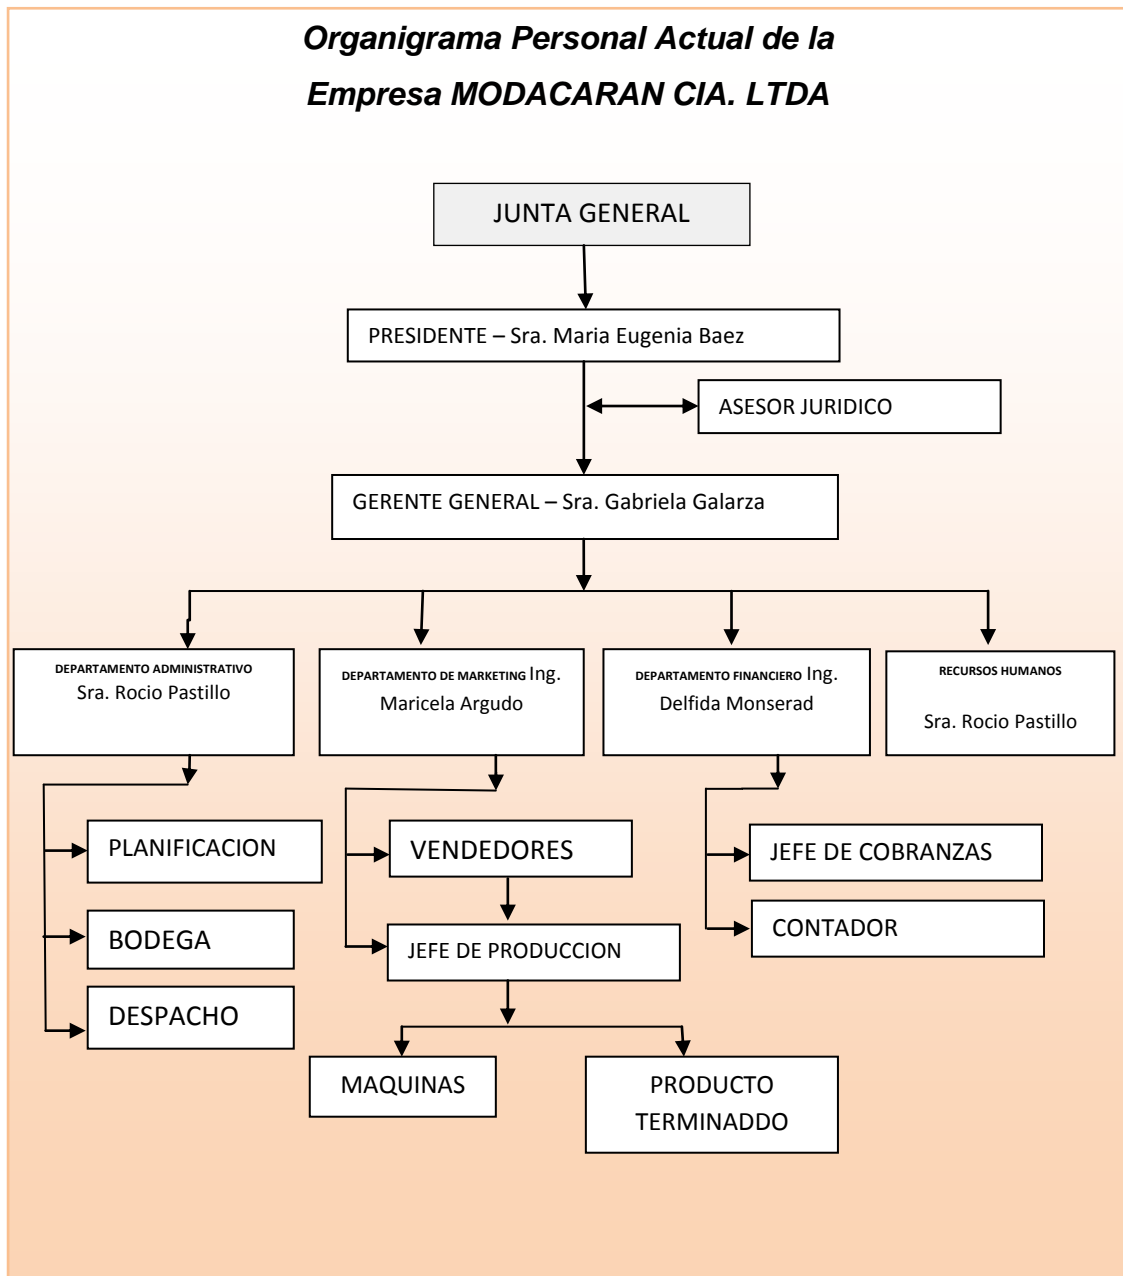 Organigrama Personal Actual de la
Empresa MODACARAN CIA. LTDA
JUNTA GENERAL
PRESIDENTE – Sra. Maria Eugenia Baez
ASESOR JURIDICO
GERENTE GENERAL – Sra. Gabriela Galarza
DEPARTAMENTO ADMINISTRATIVO
Sra. Rocio Pastillo
DEPARTAMENTO DE MARKETING Ing.
Maricela Argudo
DEPARTAMENTO FINANCIERO Ing.
Delfida Monserad
RECURSOS HUMANOS
Sra. Rocio Pastillo
PLANIFICACION
BODEGA
DESPACHO
VENDEDORES
JEFE DE PRODUCCION
MAQUINAS
PRODUCTO
TERMINADDO
JEFE DE COBRANZAS
CONTADOR